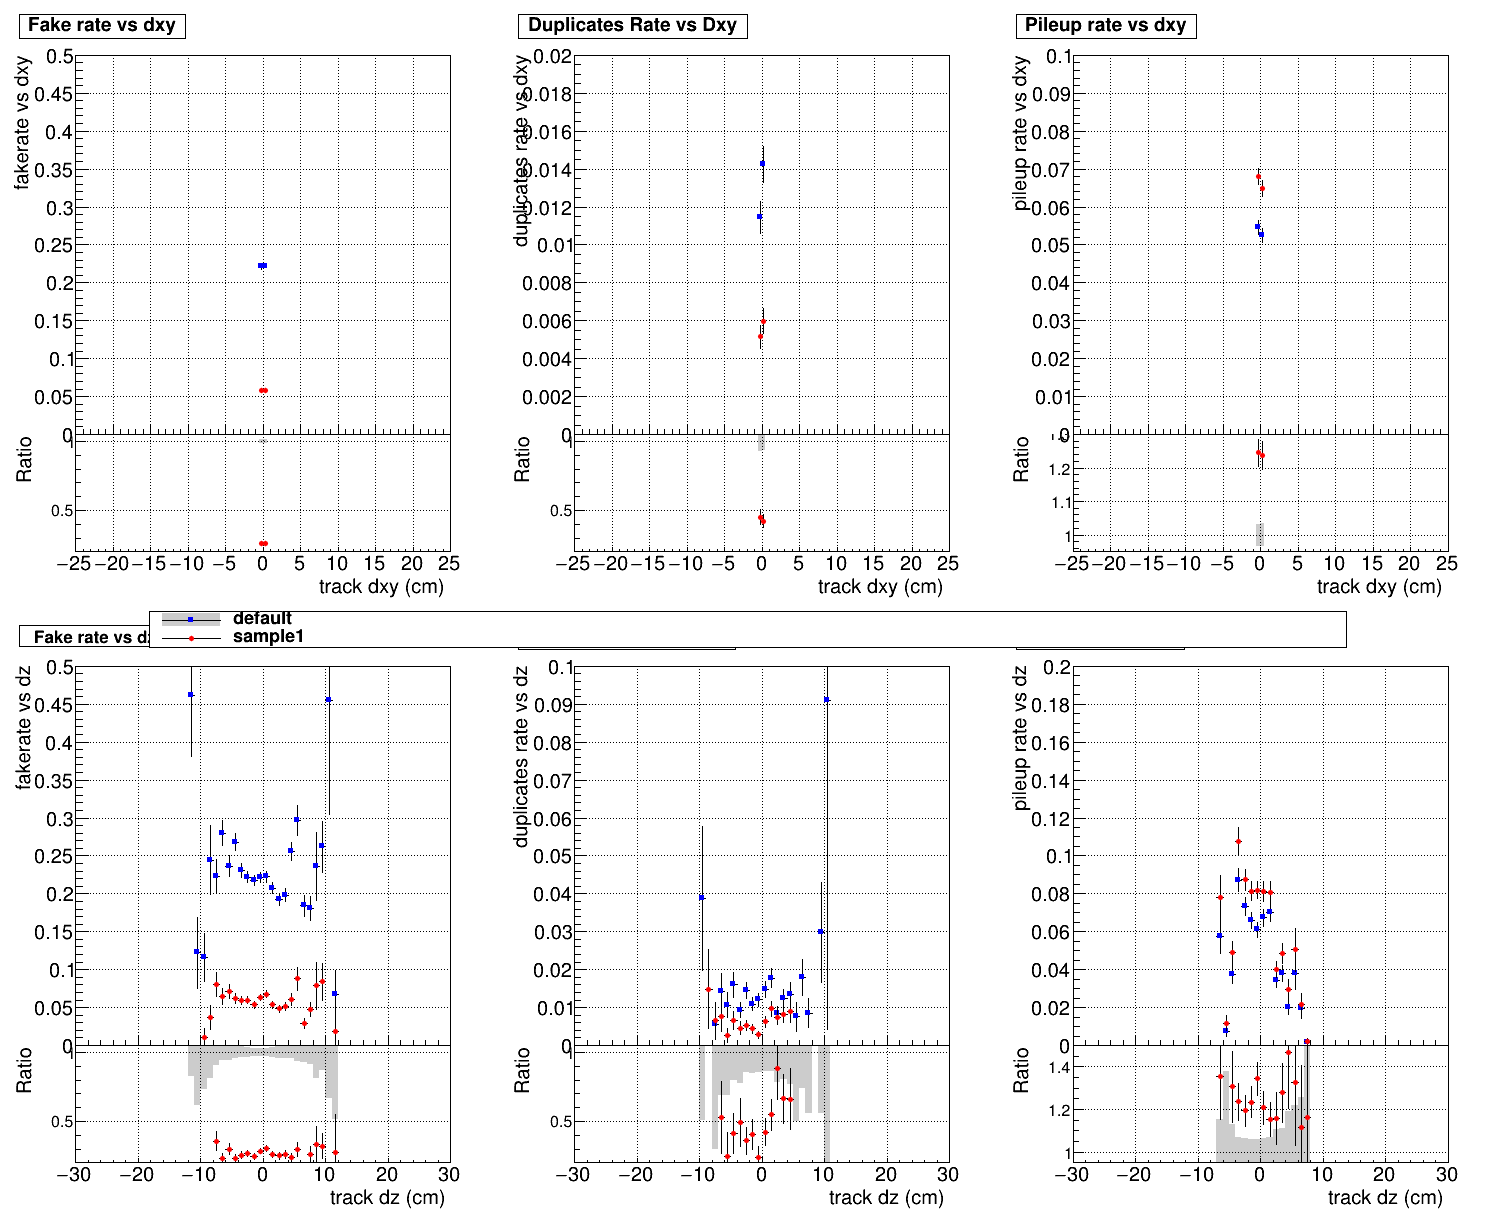 Fake rate vs dxy
Duplicates Rate vs Dxy
Pileup rate vs dxy
fakerate vs dxy
0.5
0.45
0.4
0.35
0.3
0.25
0.2
0.15
0.1
0.05
0
Ratio
1
0.5
−25 −20 −15 −10 −5 0 5 10 15 20 25
track dxy (cm)
duplicates rate vs dxy
0.02
0.018
0.016
0.014
0.012
0.01
0.008
0.006
0.004
0.002
0
Ratio
1
0.5
−25 −20 −15 −10 −5 0 5 10 15 20 25
track dxy (cm)
pileup rate vs dxy
0.1
0.09
0.08
0.07
0.06
0.05
0.04
0.03
0.02
0.01
0
Ratio
1.2
1.1
1
−25 −20 −15 −10 −5 0 5 10 15 20 25
track dxy (cm)
default
sample1
Fake rate vs
fakerate vs dz
0.5
0.45
0.4
0.35
0.3
0.25
0.2
0.15
0.1
0.05
0
Ratio
1
0.5
−30 −20 −10 0 10 20 30
track dz (cm)
duplicates rate vs dz
0.1
0.09
0.08
0.07
0.06
0.05
0.04
0.03
0.02
0.01
0
Ratio
1
0.5
−30 −20 −10 0 10 20 30
track dz (cm)
pileup rate vs dz
0.2
0.18
0.16
0.14
0.12
0.1
0.08
0.06
0.04
0.02
0
Ratio
1.4
1.2
1
−30 −20 −10 0 10 20 30
track dz (cm)